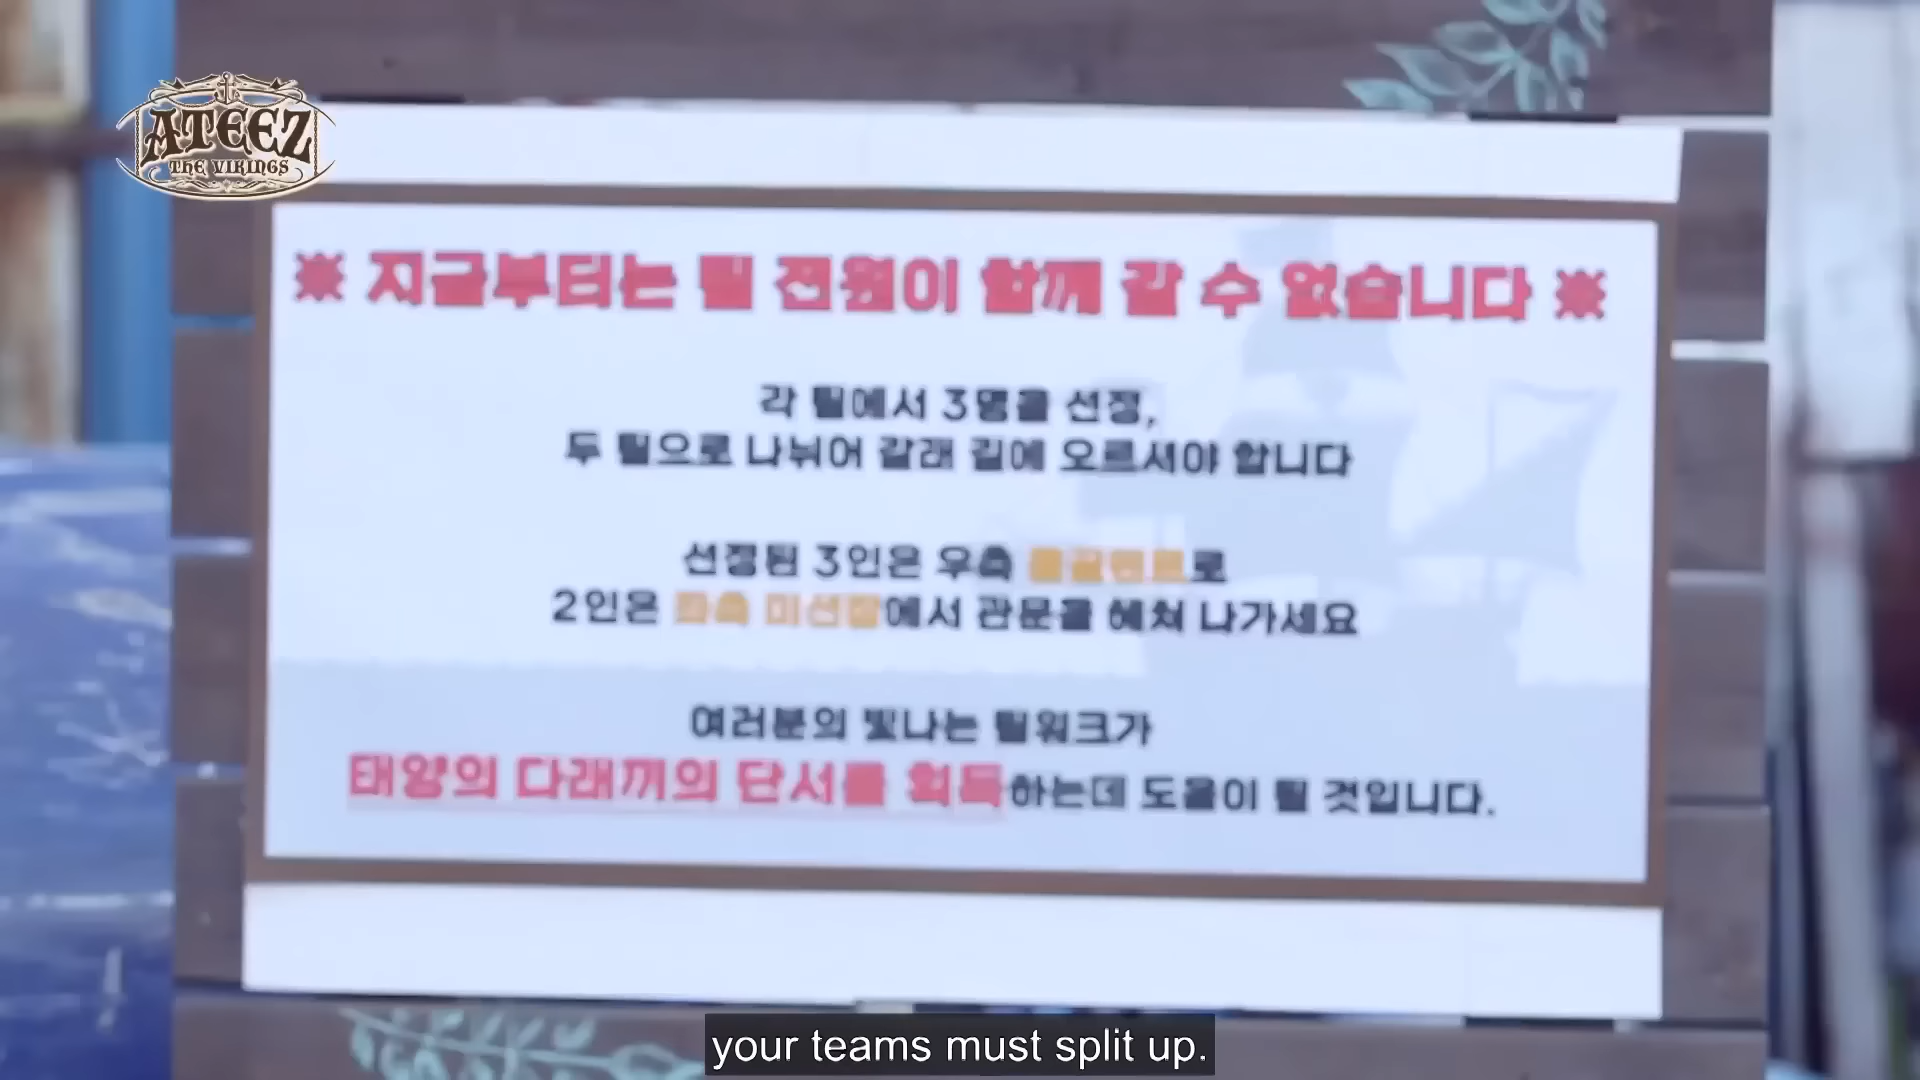 ATEEZ
THE VIKINGS
※ 지금부터는 팀 전원이 함께 갈 수 없습니다 ※
각 팀에서 3명을 선정,
두 팀으로 나뉘어 갈래 길에 오르셔야 합니다
선정된 3인은 우측 몽골텐트로
2인은 좌측 미션장에서 관문을 헤쳐 나가세요
여러분의 빛나는 팀워크가
태양의 다래끼의 단서를 획득하는데 도움이 될 것입니다.
your teams must split up.